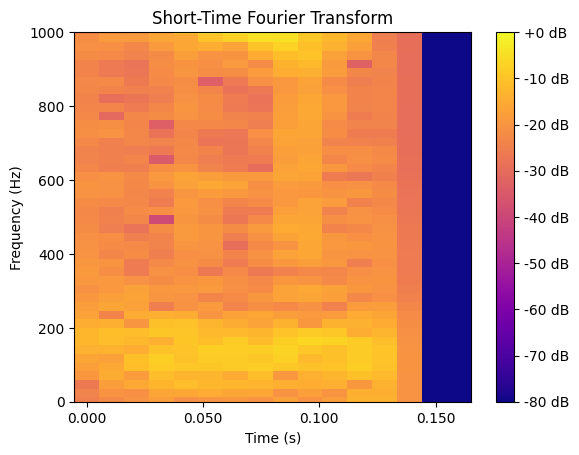 Short-Time Fourier Transform
1000
800
600
400
200
0
Frequency (Hz)
0.000
0.050
0.100
0.150
Time (s)
+0 dB
-10 dB
-20 dB
-30 dB
-40 dB
-50 dB
-60 dB
-70 dB
-80 dB